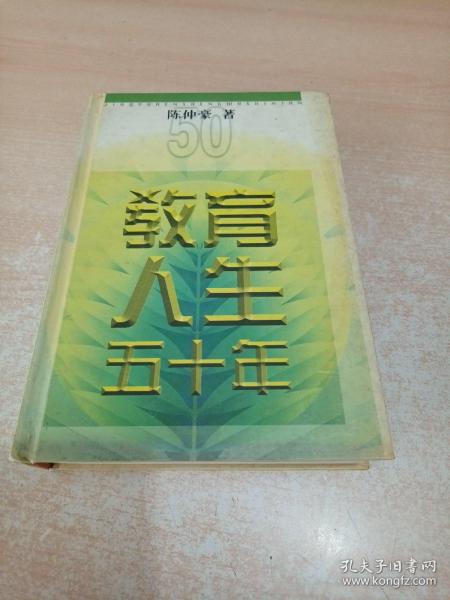 陈仲豪 著
50
教育
人生
五十年
孔夫子旧书网
www.kongfz.com